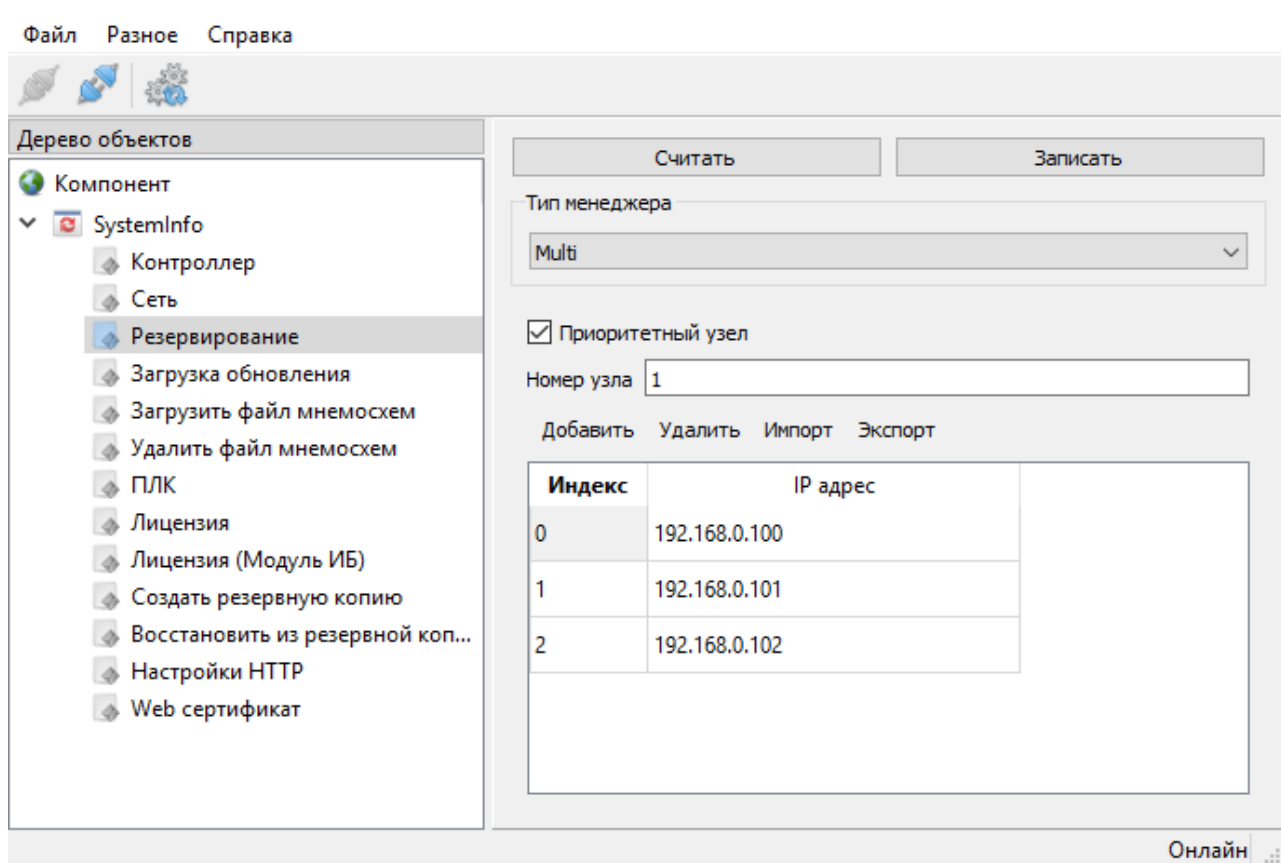 Файл Разное Справка
Дерево объектов
Компонент
SystemInfo
Контроллер
Сеть
Резервирование
Загрузка обновления
Загрузить файл мнемосхем
Удалить файл мнемосхем
ПЛК
Лицензия
Лицензия (Модуль ИБ)
Создать резервную копию
Восстановить из резервной коп...
Настройки HTTP
Web сертификат
Считать Записать
Тип менеджера
Multi
Приоритетный узел
Номер узла 1
Добавить Удалить Импорт Экспорт
Индекс IP адрес
0 192.168.0.100
1 192.168.0.101
2 192.168.0.102
Онлайн